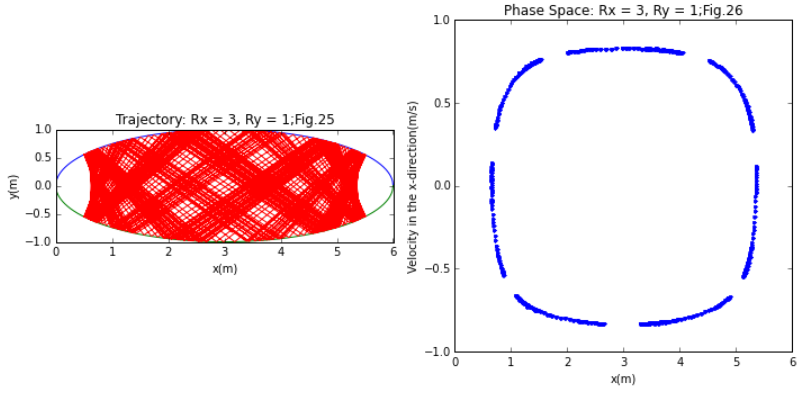 Trajectory: Rx = 3, Ry = 1;Fig.25
1.0
0.5
0.0
−0.5
−1.0
y(m)
0 1 2 3 4 5 6
x(m)
Phase Space: Rx = 3, Ry = 1;Fig.26
1.0
0.5
0.0
−0.5
−1.0
Velocity in the x-direction(m/s)
0 1 2 3 4 5 6
x(m)